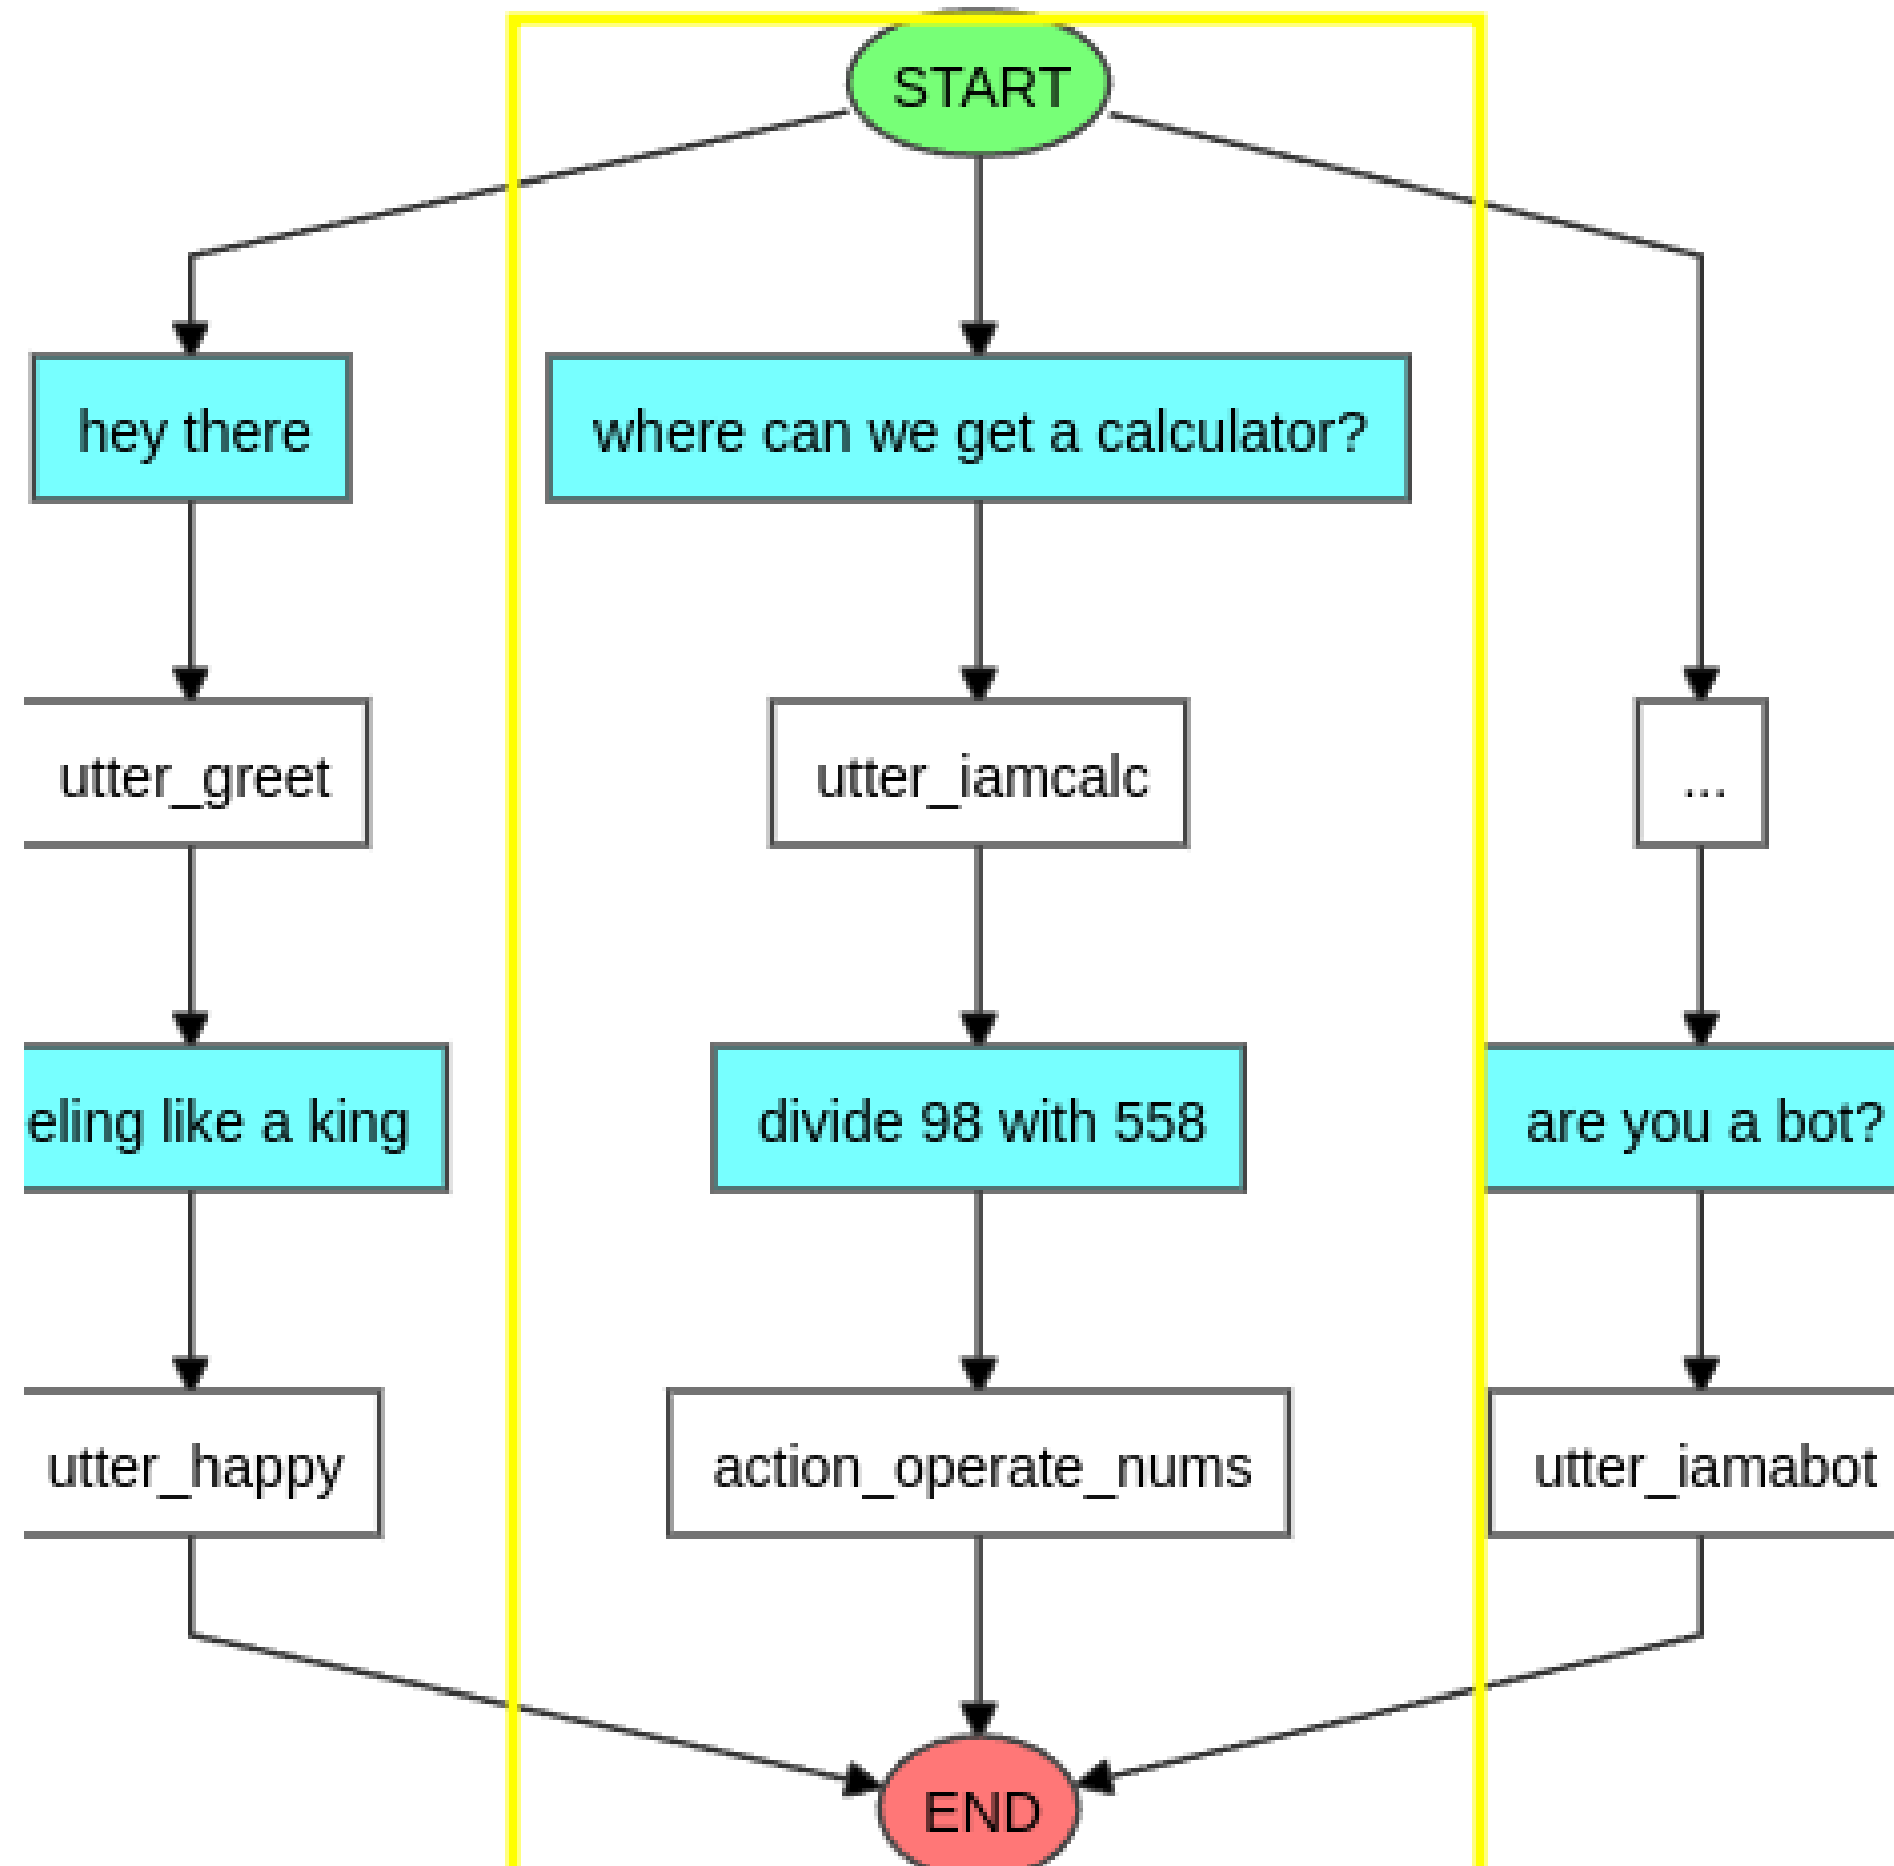 START
hey there
where can we get a calculator?
utter_greet
utter_iamcalc
...
eling like a king
divide 98 with 558
are you a bot?
utter_happy
action_operate_nums
utter_iamabot
END